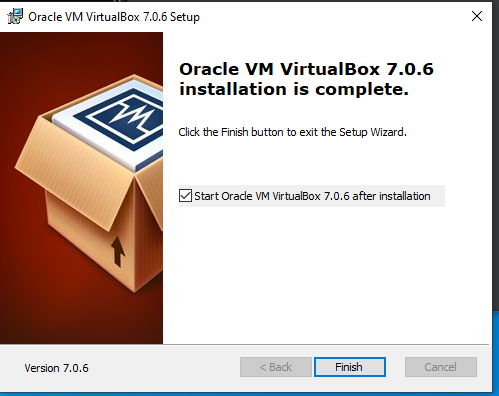 Oracle VM VirtualBox 7.0.6 Setup
Oracle VM VirtualBox 7.0.6
installation is complete.
Click the Finish button to exit the Setup Wizard.
Start Oracle VM VirtualBox 7.0.6 after installation
Version 7.0.6
< Back
Finish
Cancel